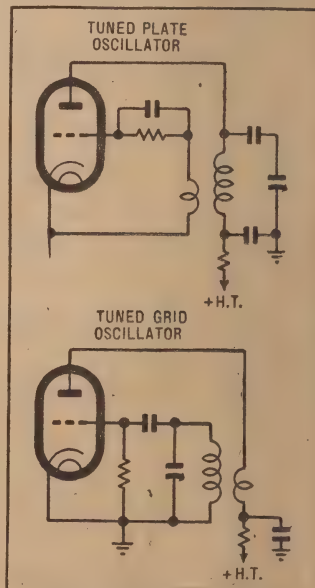 TUNED PLATE
OSCILLATOR
+H.T.
TUNED GRID
OSCILLATOR
+H.T.